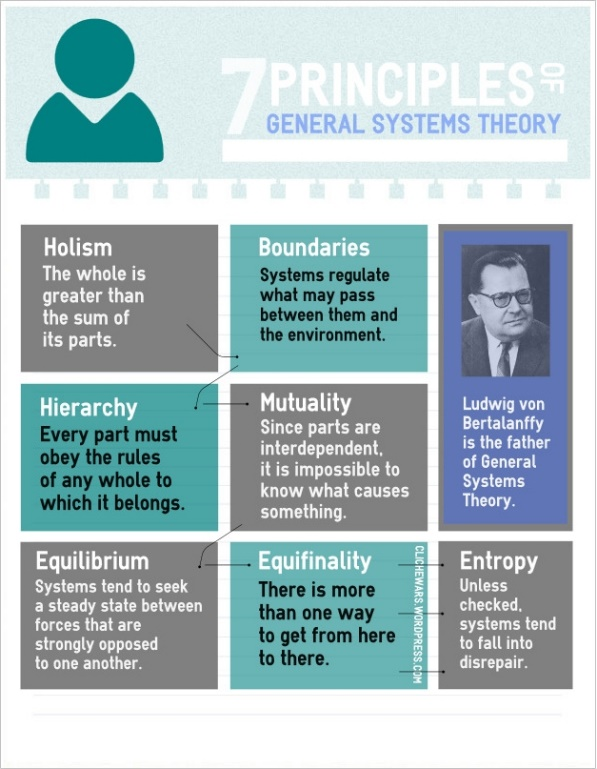 7 PRINCIPLES OF
GENERAL SYSTEMS THEORY
Holism
The whole is
greater than
the sum of
its parts.
Boundaries
Systems regulate
what may pass
between them and
the environment.
Ludwig von
Bertalanffy
is the father
of General
Systems
Theory.
Hierarchy
Every part must
obey the rules
of any whole to
which it belongs.
Mutuality
Since parts are
interdependent,
it is impossible to
know what causes
something.
Equilibrium
Systems tend to seek
a steady state between
forces that are
strongly opposed
to one another.
Equifinality
There is more
than one way
to get from here
to there.
CLICHEWARS.WORDPRESS.COM
Entropy
Unless
checked,
systems tend
to fall into
disrepair.